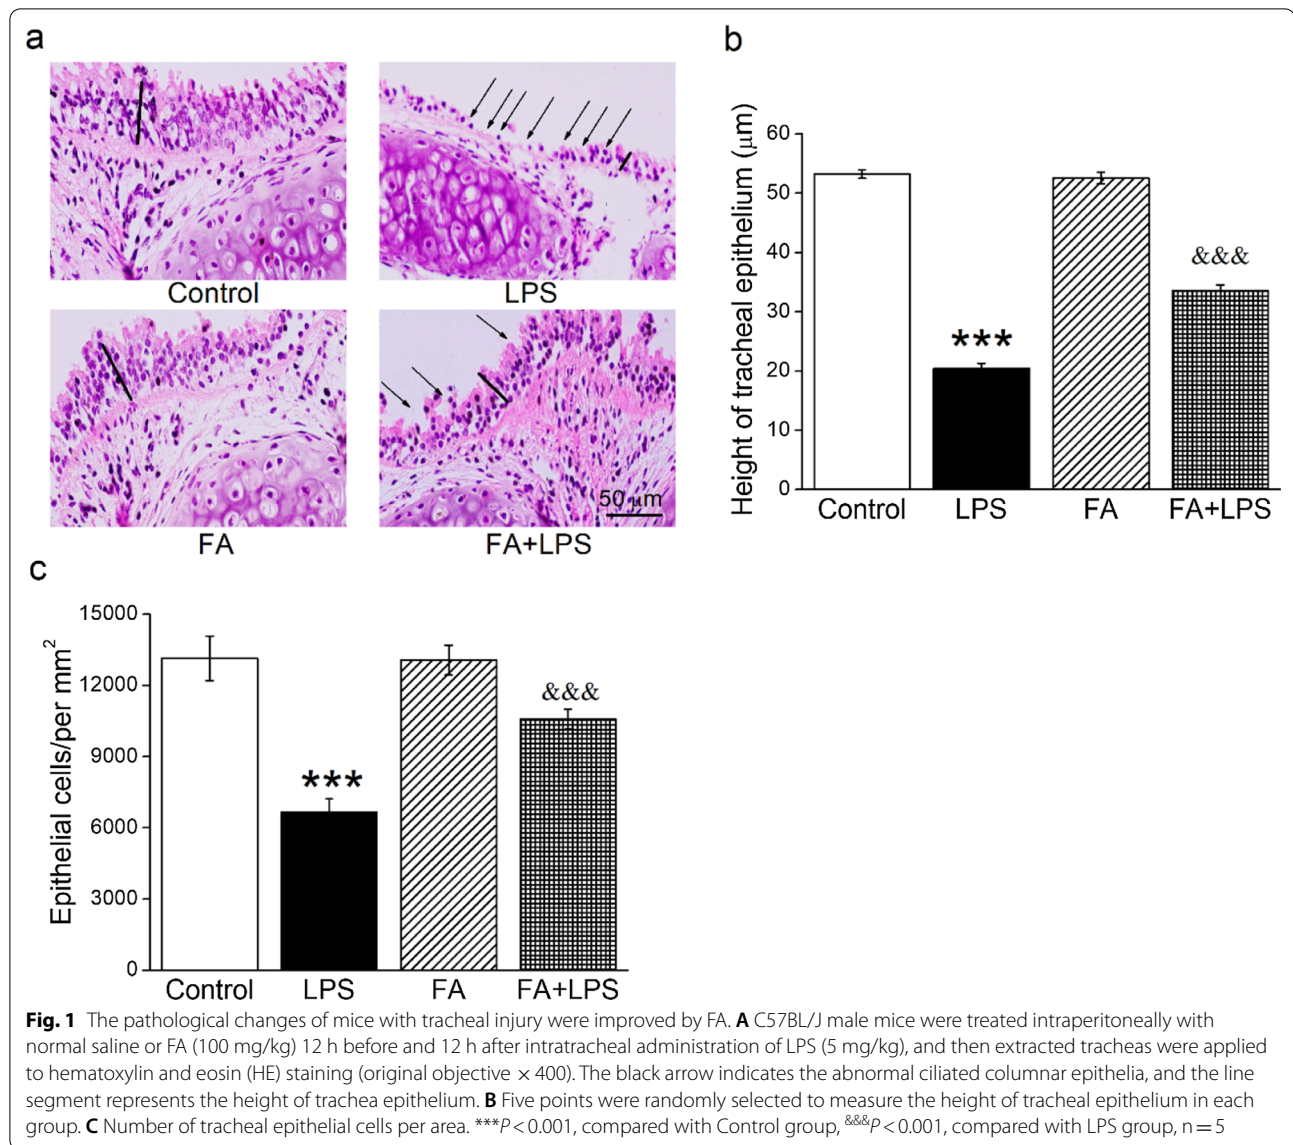 a
Control
LPS
FA
50 μm
FA+LPS
b
Height of tracheal epithelium (μm)
60
50
40
30
20
10
0
***
&&&
Control
LPS
FA
FA+LPS
c
Epithelial cells/per mm²
15000
12000
9000
6000
3000
0
***
&&&
Control
LPS
FA
FA+LPS
Fig. 1 The pathological changes of mice with tracheal injury were improved by FA. A C57BL/J male mice were treated intraperitoneally with
normal saline or FA (100 mg/kg) 12 h before and 12 h after intratracheal administration of LPS (5 mg/kg), and then extracted tracheas were applied
to hematoxylin and eosin (HE) staining (original objective × 400). The black arrow indicates the abnormal ciliated columnar epithelia, and the line
segment represents the height of trachea epithelium. B Five points were randomly selected to measure the height of tracheal epithelium in each
group. C Number of tracheal epithelial cells per area. ***P < 0.001, compared with Control group, &&&P < 0.001, compared with LPS group, n = 5